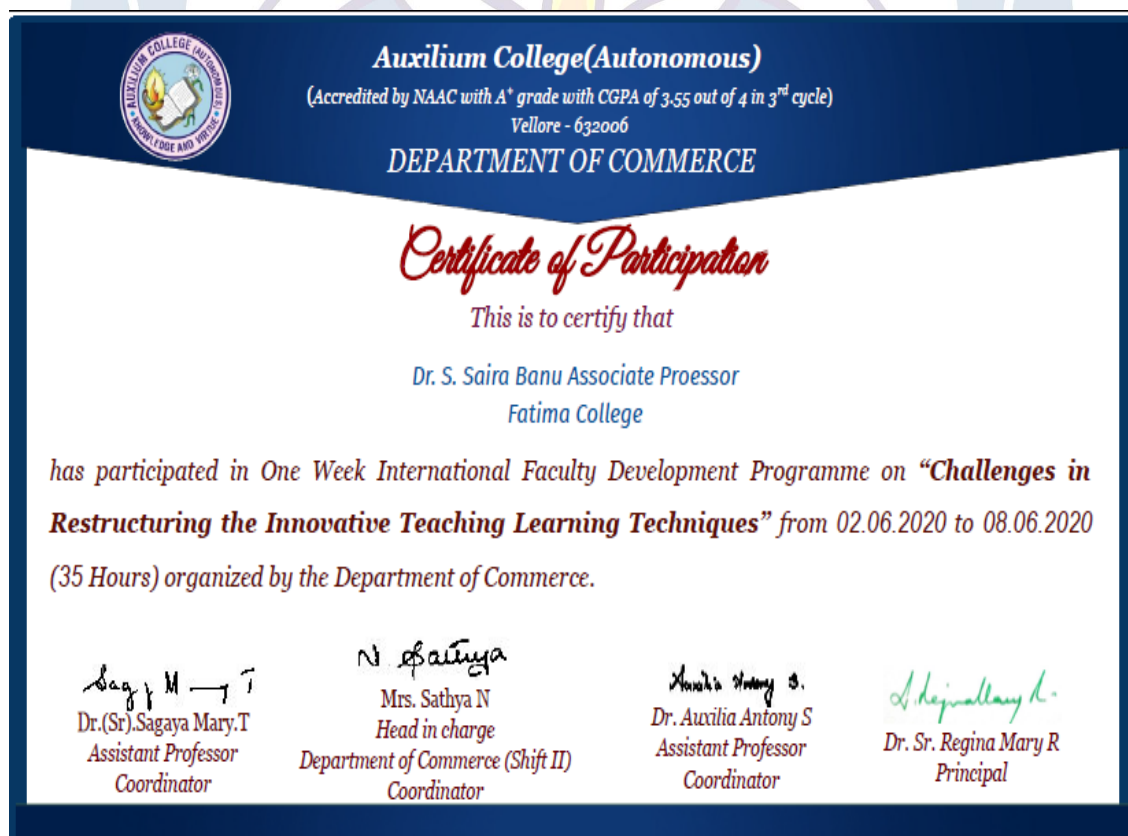 AUXILIUM COLLEGE (AUTONOMOUS)
KNOWLEDGE AND VIRTUE
Auxilium College(Autonomous)
(Accredited by NAAC with A+ grade with CGPA of 3.55 out of 4 in 3rd cycle)
Vellore - 632006
DEPARTMENT OF COMMERCE
Certificate of Participation
This is to certify that
Dr. S. Saira Banu Associate Proessor
Fatima College
has participated in One Week International Faculty Development Programme on “Challenges in
Restructuring the Innovative Teaching Learning Techniques” from 02.06.2020 to 08.06.2020
(35 Hours) organized by the Department of Commerce.
N Sathya
Dr.(Sr).Sagaya Mary.T
Assistant Professor
Coordinator
Mrs. Sathya N
Head in charge
Department of Commerce (Shift II)
Coordinator
Auxilia Antony S.
Dr. Auxilia Antony S
Assistant Professor
Coordinator
Dr. Sr. Regina Mary R
Principal